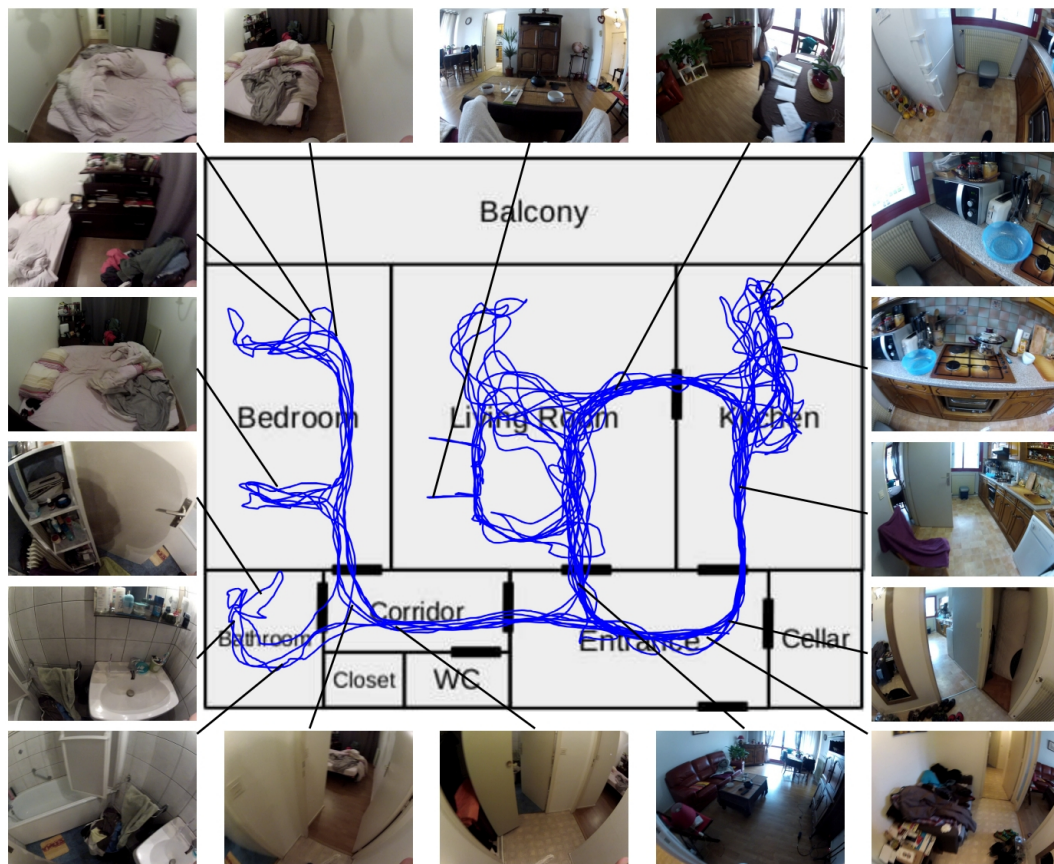 Balcony
Bedroom
Living Room
Kitchen
Bathroom
Corridor
Entrance
Cellar
Closet
WC